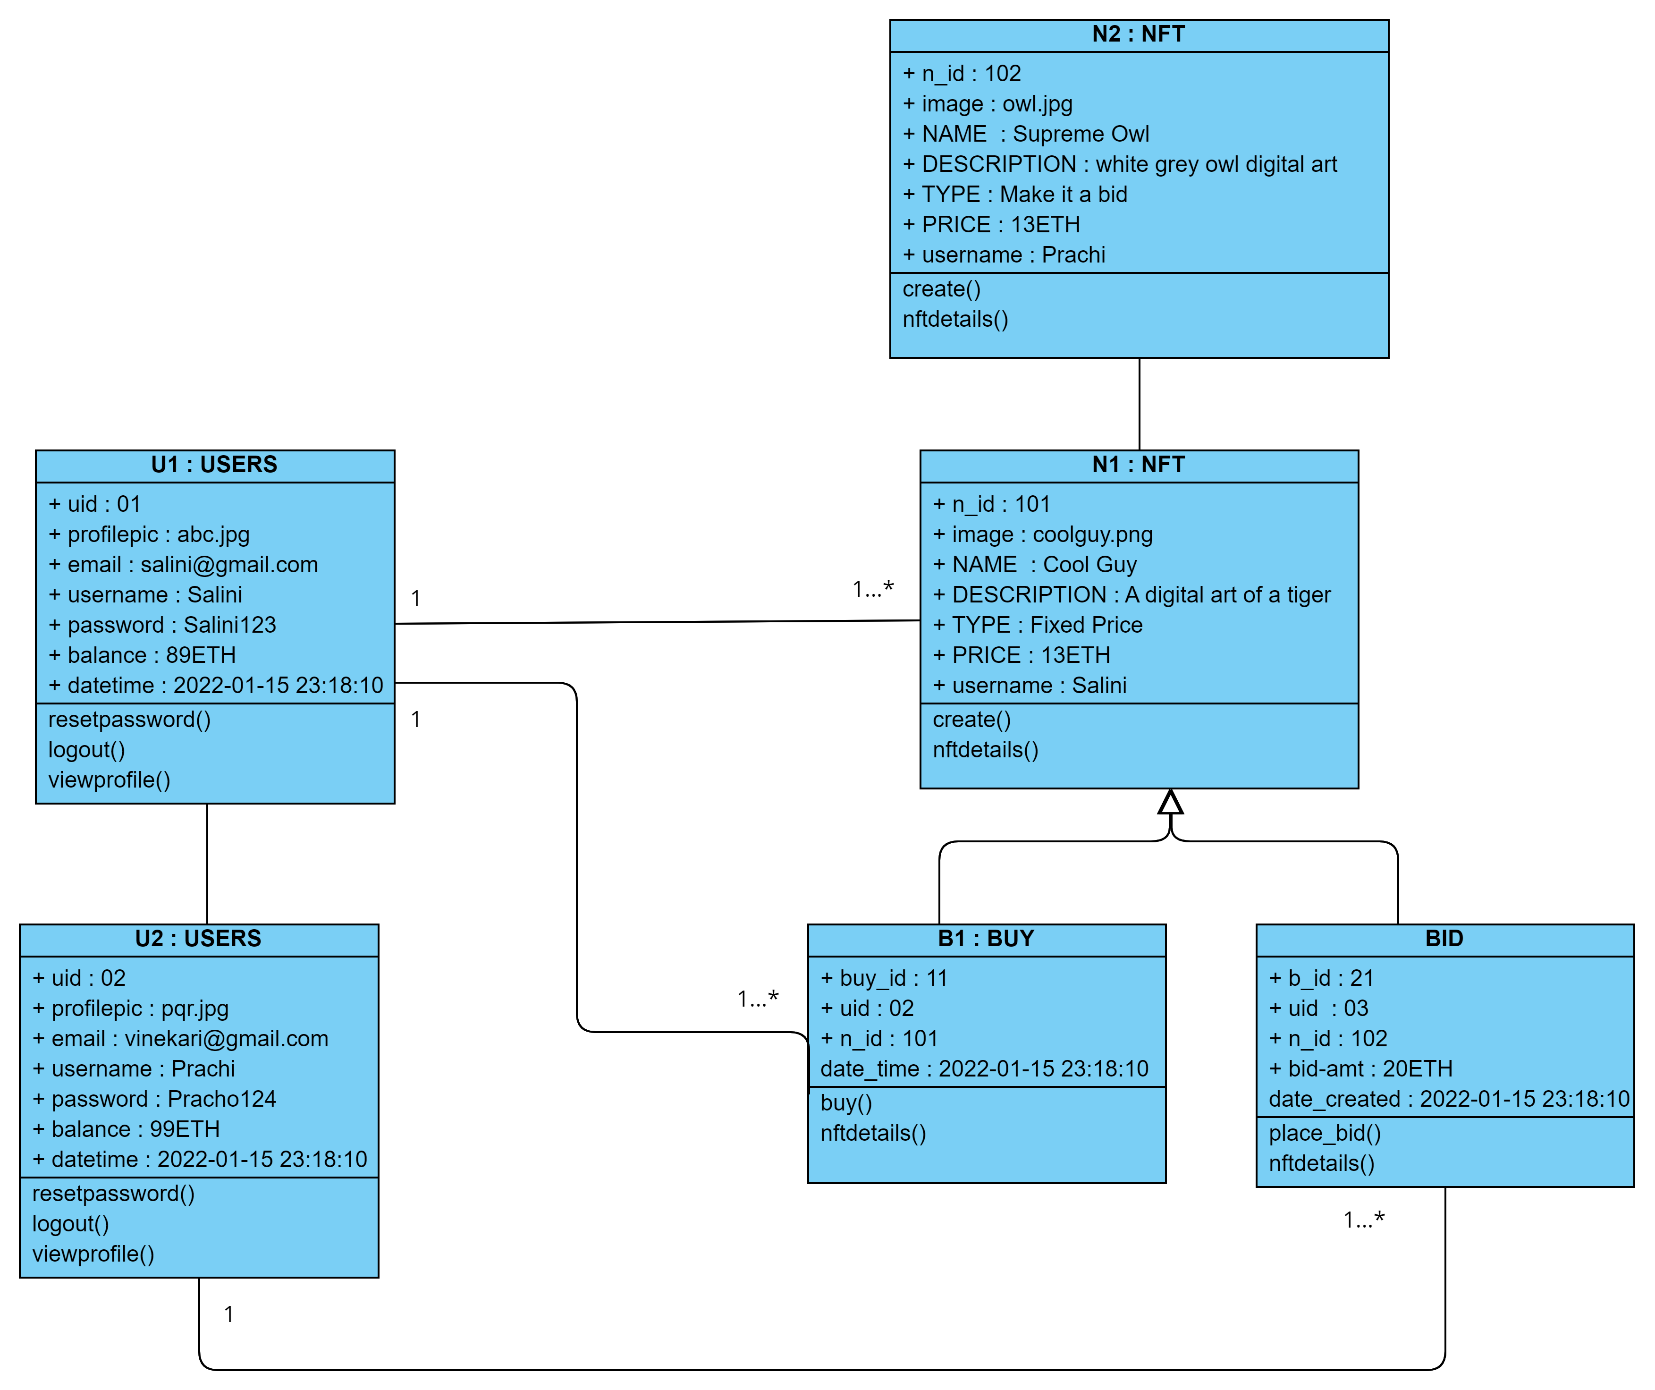 N2 : NFT
+ n_id : 102
+ image : owl.jpg
+ NAME  : Supreme Owl
+ DESCRIPTION : white grey owl digital art
+ TYPE : Make it a bid
+ PRICE : 13ETH
+ username : Prachi
create()
nftdetails()
U1 : USERS
+ uid : 01
+ profilepic : abc.jpg
+ email : salini@gmail.com
+ username : Salini
+ password : Salini123
+ balance : 89ETH
+ datetime : 2022-01-15 23:18:10
resetpassword()
logout()
viewprofile()
1
1...*
1
N1 : NFT
+ n_id : 101
+ image : coolguy.png
+ NAME  : Cool Guy
+ DESCRIPTION : A digital art of a tiger
+ TYPE : Fixed Price
+ PRICE : 13ETH
+ username : Salini
create()
nftdetails()
U2 : USERS
+ uid : 02
+ profilepic : pqr.jpg
+ email : vinekari@gmail.com
+ username : Prachi
+ password : Pracho124
+ balance : 99ETH
+ datetime : 2022-01-15 23:18:10
resetpassword()
logout()
viewprofile()
1
1...*
B1 : BUY
+ buy_id : 11
+ uid : 02
+ n_id : 101
date_time : 2022-01-15 23:18:10
buy()
nftdetails()
BID
+ b_id : 21
+ uid  : 03
+ n_id : 102
+ bid-amt : 20ETH
date_created : 2022-01-15 23:18:10
place_bid()
nftdetails()
1...*